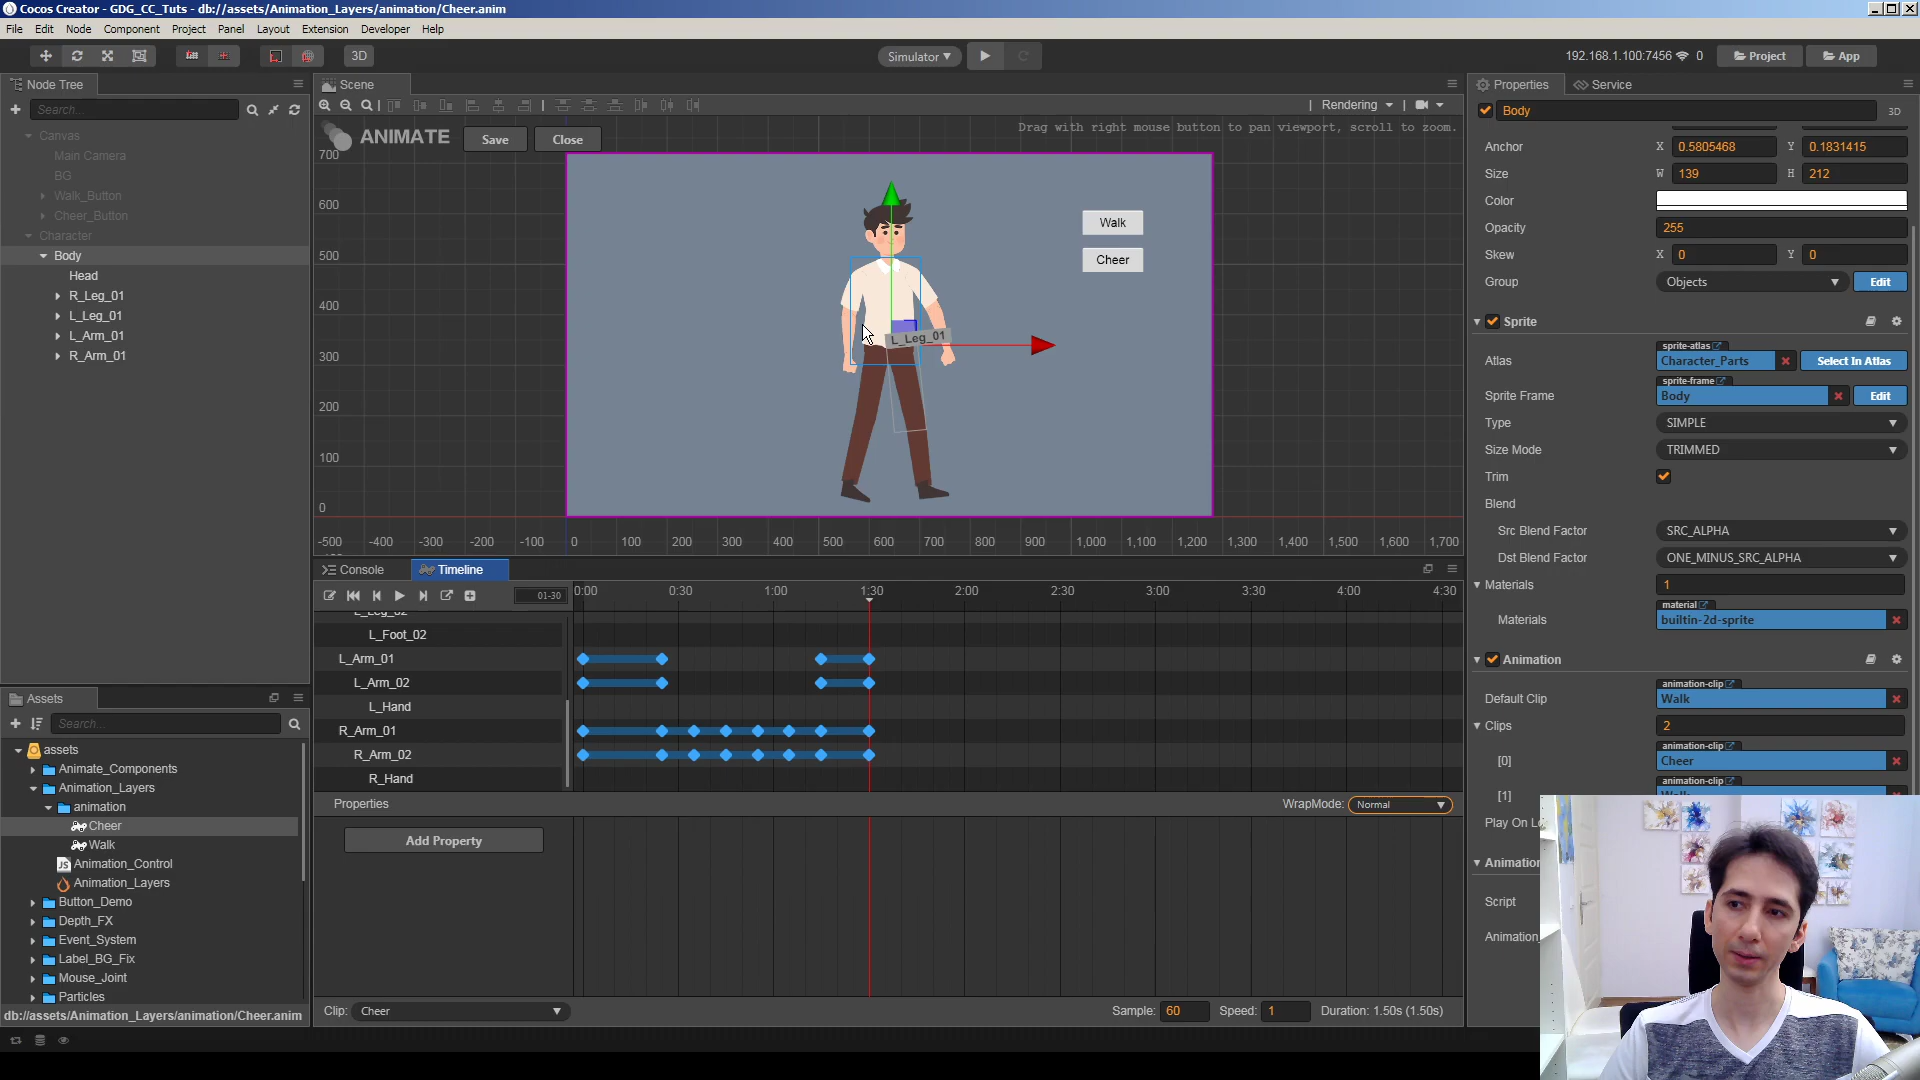 Cocos Creator - GDG_CC_Tuts - db://assets/Animation_Layers/animation/Cheer.anim
File Edit Node Component Project Panel Layout Extension Developer Help
3D
Simulator
192.168.1.100:7456 0 Project App
Node Tree
Search...
Canvas
Main Camera
BG
Walk_Button
Cheer_Button
Character
Body
Head
R_Leg_01
L_Leg_01
L_Arm_01
R_Arm_01
Assets
Search...
assets
Animate_Components
Animation_Layers
animation
Cheer
Walk
JS Animation_Control
Animation_Layers
Button_Demo
Depth_FX
Event_System
Label_BG_Fix
Mouse_Joint
Particles
db://assets/Animation_Layers/animation/Cheer.anim
Scene
Rendering
ANIMATE Save Close
Drag with right mouse button to pan viewport, scroll to zoom.
700
600
500
400
300
200
100
0
Walk
Cheer
L_Leg_01
-500 -400 -300 -200 -100 0 100 200 300 400 500 600 700 800 900 1,000 1,100 1,200 1,300 1,400 1,500 1,600 1,700
Console Timeline
01-30 0:00 0:30 1:00 1:30 2:00 2:30 3:00 3:30 4:00 4:30
L_Leg_02
L_Foot_02
L_Arm_01
L_Arm_02
L_Hand
R_Arm_01
R_Arm_02
R_Hand
Properties WrapMode: Normal
Add Property
Clip: Cheer Sample: 60 Speed: 1 Duration: 1.50s (1.50s)
Properties Service
Body 3D
Anchor X 0.5805468 Y 0.1831415
Size W 139 H 212
Color
Opacity 255
Skew X 0 Y 0
Group Objects Edit
Sprite
sprite-atlas
Atlas Character_Parts Select In Atlas
sprite-frame
Sprite Frame Body Edit
Type SIMPLE
Size Mode TRIMMED
Trim
Blend
Src Blend Factor SRC_ALPHA
Dst Blend Factor ONE_MINUS_SRC_ALPHA
Materials 1
material
Materials builtin-2d-sprite
Animation
animation-clip
Default Clip Walk
Clips 2
animation-clip
[0] Cheer
animation-clip
[1] Walk
Play On
Animation
Script
Animation